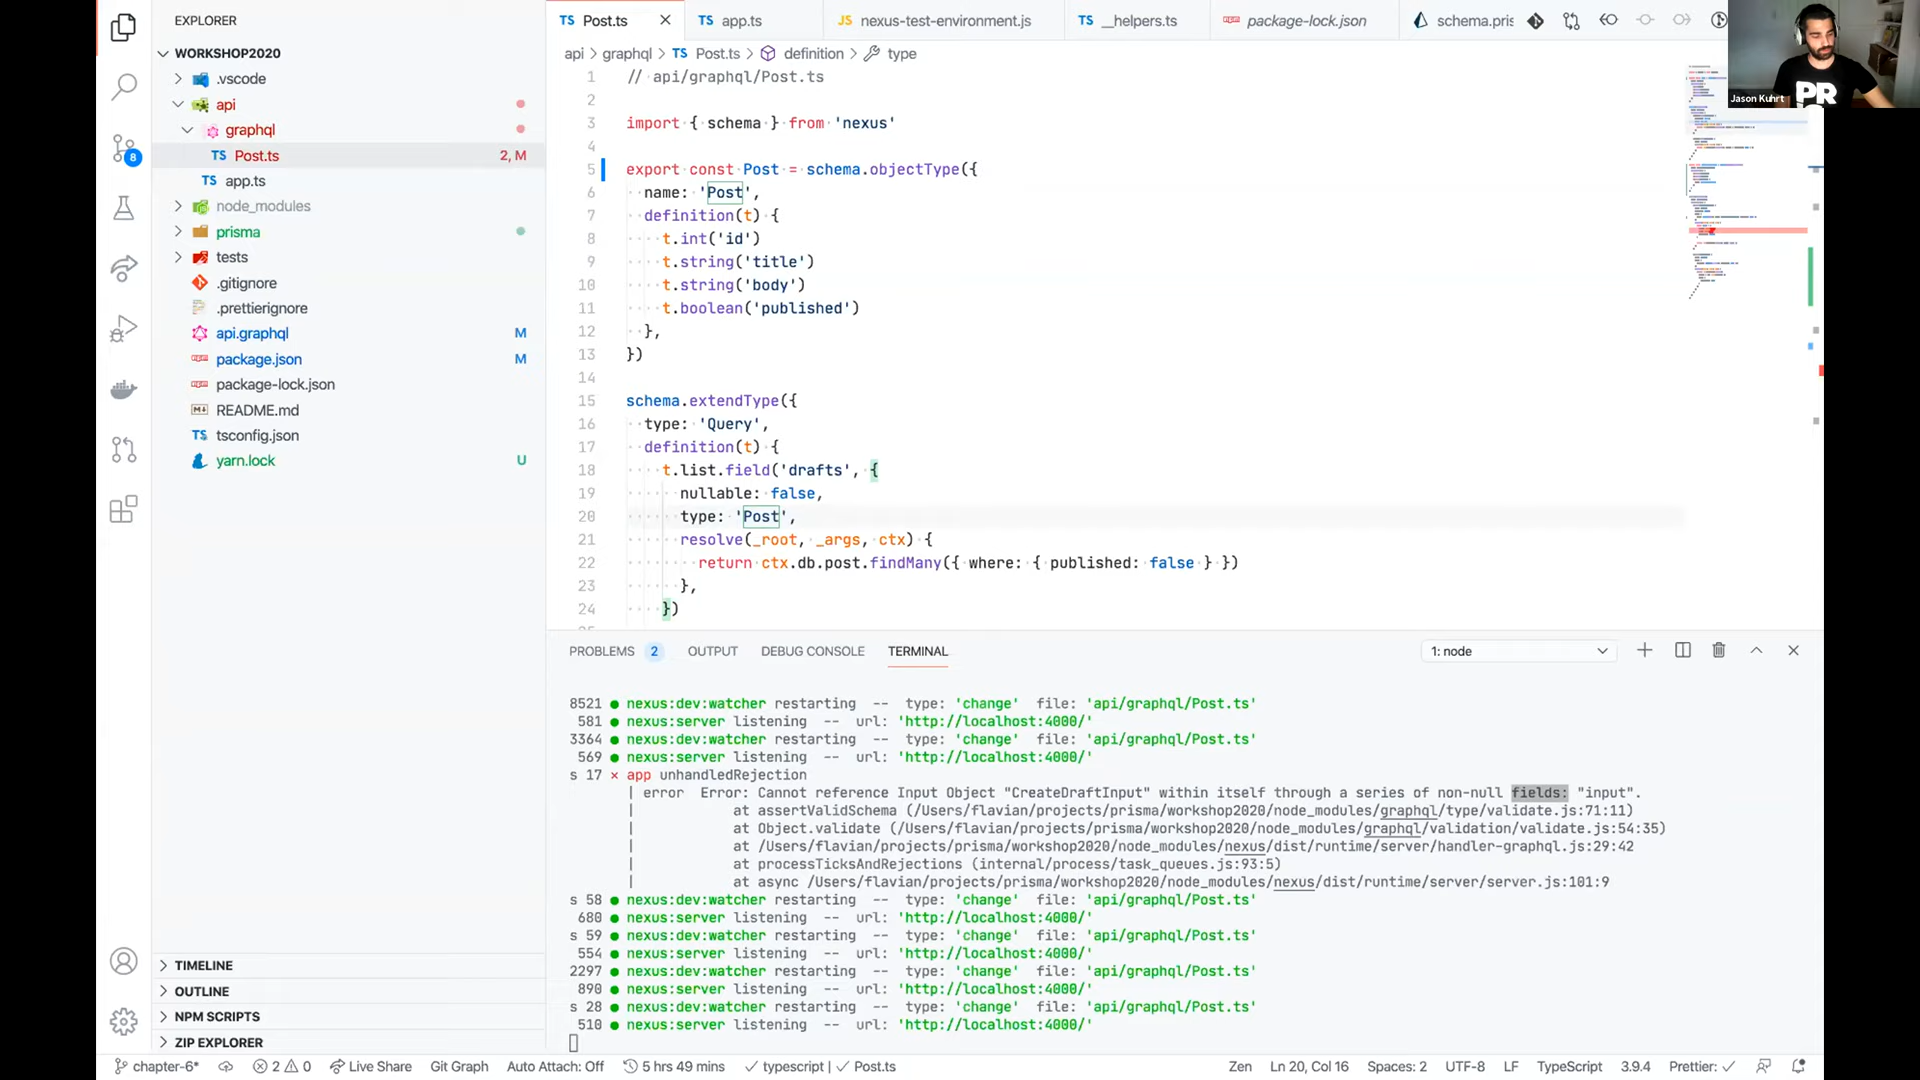 EXPLORER
WORKSHOP2020
.vscode
api
graphql
Post.ts 2, M
app.ts
node_modules
prisma
tests
.gitignore
.prettierignore
api.graphql M
package.json M
package-lock.json
README.md
tsconfig.json
yarn.lock U
TIMELINE
OUTLINE
NPM SCRIPTS
ZIP EXPLORER
8
TS Post.ts
TS app.ts
JS nexus-test-environment.js
TS __helpers.ts
package-lock.json
schema.pris
api > graphql > TS Post.ts > definition > type
1 // api/graphql/Post.ts
2
3 import { schema } from 'nexus'
4
5 export const Post = schema.objectType({
6 name: 'Post',
7 definition(t) {
8 t.int('id')
9 t.string('title')
10 t.string('body')
11 t.boolean('published')
12 },
13 })
14
15 schema.extendType({
16 type: 'Query',
17 definition(t) {
18 t.list.field('drafts', {
19 nullable: false,
20 type: 'Post',
21 resolve(_root, _args, ctx) {
22 return ctx.db.post.findMany({ where: { published: false } })
23 },
24 })
Jason Kuhrt
PR
PROBLEMS 2 OUTPUT DEBUG CONSOLE TERMINAL
1: node
8521 ● nexus:dev:watcher restarting -- type: 'change' file: 'api/graphql/Post.ts'
581 ● nexus:server listening -- url: 'http://localhost:4000/'
3364 ● nexus:dev:watcher restarting -- type: 'change' file: 'api/graphql/Post.ts'
569 ● nexus:server listening -- url: 'http://localhost:4000/'
s 17 × app unhandledRejection
| error Error: Cannot reference Input Object "CreateDraftInput" within itself through a series of non-null fields: "input".
| at assertValidSchema (/Users/flavian/projects/prisma/workshop2020/node_modules/graphql/type/validate.js:71:11)
| at Object.validate (/Users/flavian/projects/prisma/workshop2020/node_modules/graphql/validation/validate.js:54:35)
| at /Users/flavian/projects/prisma/workshop2020/node_modules/nexus/dist/runtime/server/handler-graphql.js:29:42
| at processTicksAndRejections (internal/process/task_queues.js:93:5)
| at async /Users/flavian/projects/prisma/workshop2020/node_modules/nexus/dist/runtime/server/server.js:101:9
s 58 ● nexus:dev:watcher restarting -- type: 'change' file: 'api/graphql/Post.ts'
680 ● nexus:server listening -- url: 'http://localhost:4000/'
s 59 ● nexus:dev:watcher restarting -- type: 'change' file: 'api/graphql/Post.ts'
554 ● nexus:server listening -- url: 'http://localhost:4000/'
2297 ● nexus:dev:watcher restarting -- type: 'change' file: 'api/graphql/Post.ts'
890 ● nexus:server listening -- url: 'http://localhost:4000/'
s 28 ● nexus:dev:watcher restarting -- type: 'change' file: 'api/graphql/Post.ts'
510 ● nexus:server listening -- url: 'http://localhost:4000/'
chapter-6* 2 0 Live Share Git Graph Auto Attach: Off 5 hrs 49 mins ✓ typescript | ✓ Post.ts Zen Ln 20, Col 16 Spaces: 2 UTF-8 LF TypeScript 3.9.4 Prettier: ✓